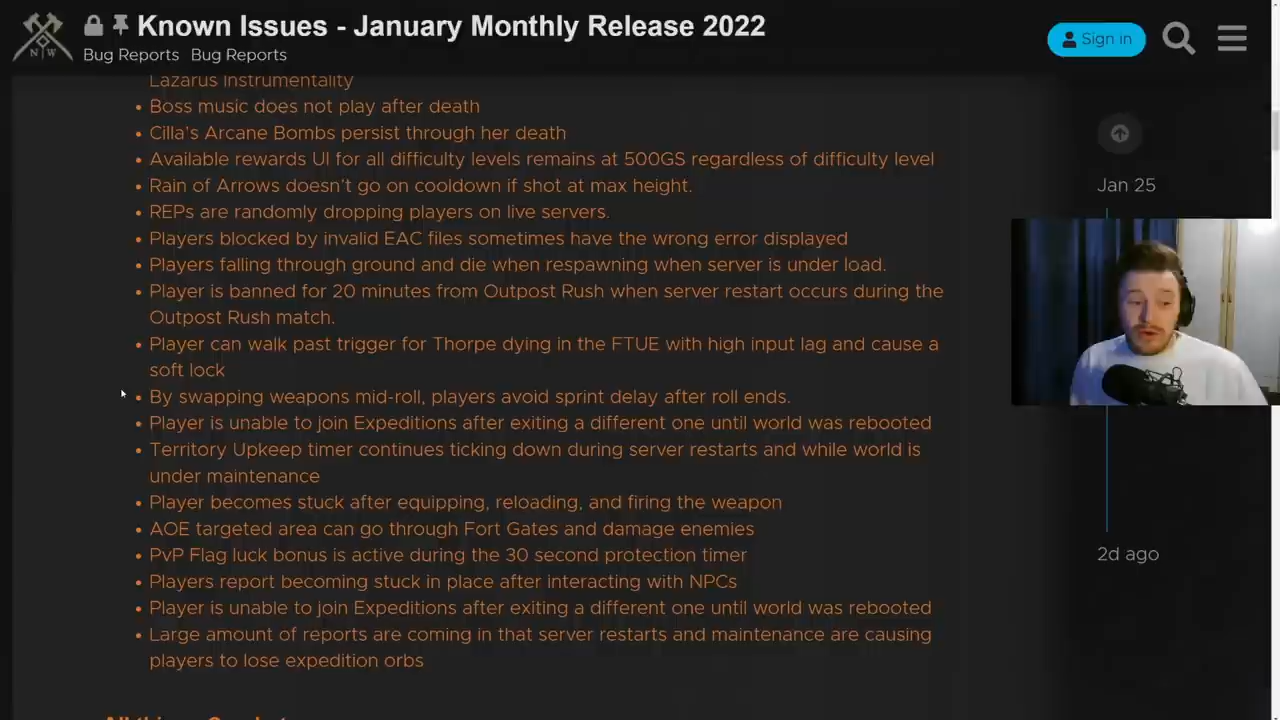 Known Issues - January Monthly Release 2022
Bug Reports Bug Reports
Sign in
N W
Lazarus Instrumentality
• Boss music does not play after death
• Cilla's Arcane Bombs persist through her death
• Available rewards UI for all difficulty levels remains at 500GS regardless of difficulty level
• Rain of Arrows doesn't go on cooldown if shot at max height.
• REPs are randomly dropping players on live servers.
• Players blocked by invalid EAC files sometimes have the wrong error displayed
• Players falling through ground and die when respawning when server is under load.
• Player is banned for 20 minutes from Outpost Rush when server restart occurs during the
Outpost Rush match.
• Player can walk past trigger for Thorpe dying in the FTUE with high input lag and cause a
soft lock
• By swapping weapons mid-roll, players avoid sprint delay after roll ends.
• Player is unable to join Expeditions after exiting a different one until world was rebooted
• Territory Upkeep timer continues ticking down during server restarts and while world is
under maintenance
• Player becomes stuck after equipping, reloading, and firing the weapon
• AOE targeted area can go through Fort Gates and damage enemies
• PvP Flag luck bonus is active during the 30 second protection timer
• Players report becoming stuck in place after interacting with NPCs
• Player is unable to join Expeditions after exiting a different one until world was rebooted
• Large amount of reports are coming in that server restarts and maintenance are causing
players to lose expedition orbs
Jan 25
2d ago